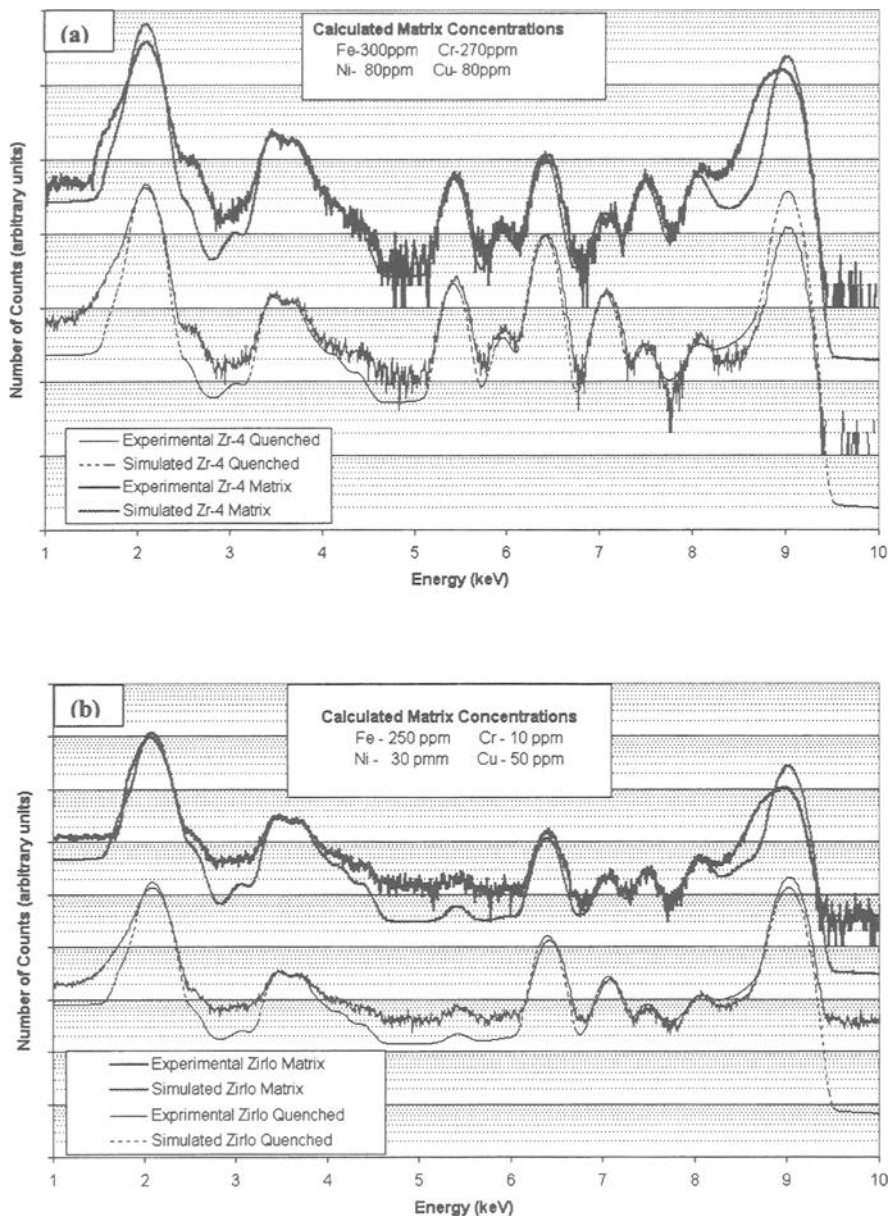 (a)
Calculated Matrix Concentrations
Fe-300ppm Cr-270ppm
Ni- 80ppm Cu- 80ppm
Number of Counts (arbitrary units)
Experimental Zr-4 Quenched
Simulated Zr-4 Quenched
Experimental Zr-4 Matrix
Simulated Zr-4 Matrix
1 2 3 4 5 6 7 8 9 10
Energy (keV)
(b)
Calculated Matrix Concentrations
Fe - 250 ppm Cr - 10 ppm
Ni - 30 pmm Cu - 50 ppm
Number of Counts (arbitrary units)
Experimental Zirlo Matrix
Simulated Zirlo Matrix
Exprimental Zirlo Quenched
Simulated Zirlo Quenched
1 2 3 4 5 6 7 8 9 10
Energy (keV)